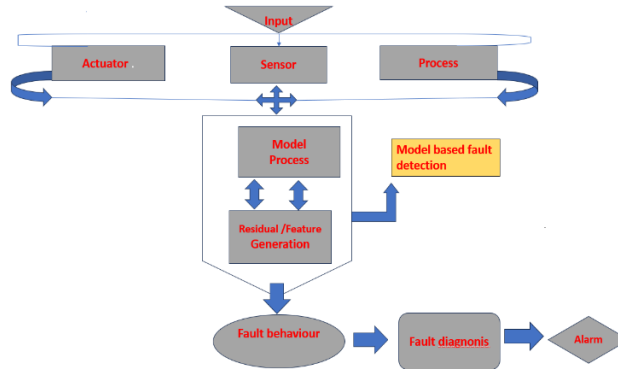 Input
Actuator .
Sensor
Process
Model
Process
Model based fault
detection
Residual /Feature
Generation
Fault behaviour
Fault diagnonis
Alarm